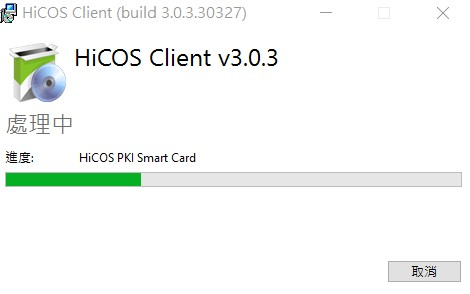 HiCOS Client (build 3.0.3.30327)
HiCOS Client v3.0.3
處理中
進度: HiCOS PKI Smart Card
取消